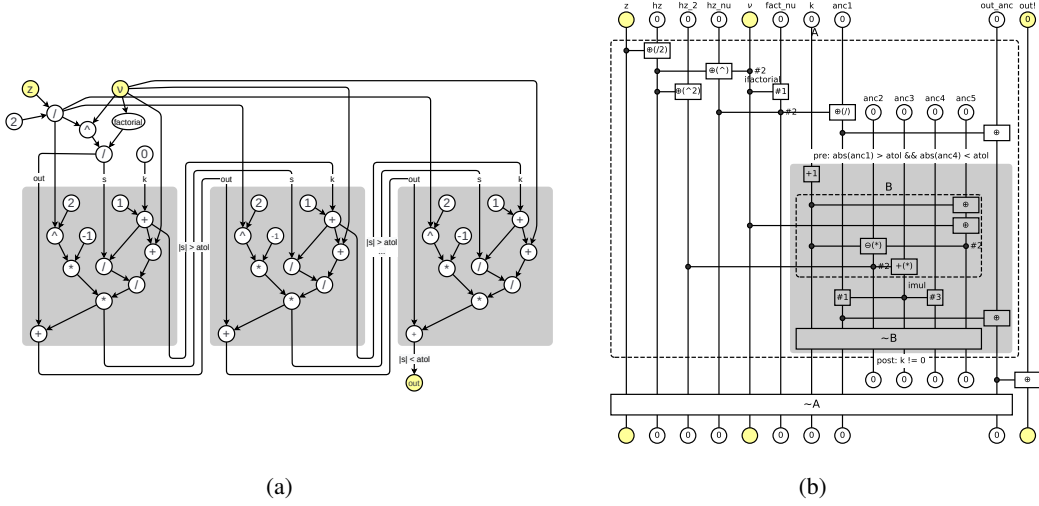 z hz hz_2 hz_nu ν fact_nu k anc1 out_anc out!
0 0 0 0 0 0 0 0
A
⊕(/2)
⊕(^) #2
ifactorial
⊕(^2) #1
anc2 anc3 anc4 anc5
#2 ⊕(/) 0 0 0 0
⊕
pre: abs(anc1) > atol && abs(anc4) < atol
+1
B
⊕
⊕
⊖(*) #2
#2 +(*)
imul
#1 #3
⊕
~B
post: k != 0
0 0 0 0 ⊕
~A
0 0 0 0 0 0 0 0
z ν
2 / ^ factorial
/ 0
out s k
2 1 +
^ -1 +
* / /
*
+
|s| > atol
out s k
2 1 +
^ -1 +
* / /
*
+
|s| > atol
...
out s k
2 1 +
^ -1 +
* / /
*
+
|s| < atol
out
(a) (b)